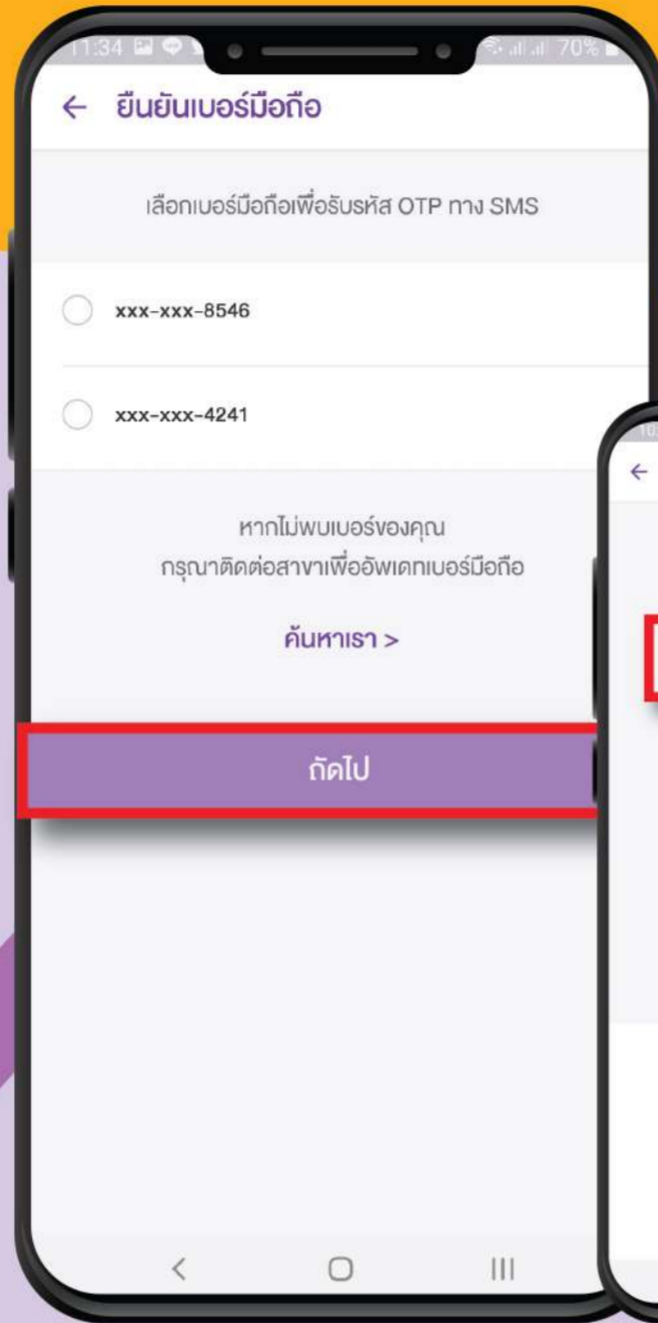 11:34 70%
← ยืนยันเบอร์มือถือ
เลือกเบอร์มือถือเพื่อรับรหัส OTP ทาง SMS
xxx-xxx-8546
xxx-xxx-4241
หากไม่พบเบอร์ของคุณ
กรุณาติดต่อสาขาเพื่ออัพเดทเบอร์มือถือ
ค้นหาเรา >
ถัดไป